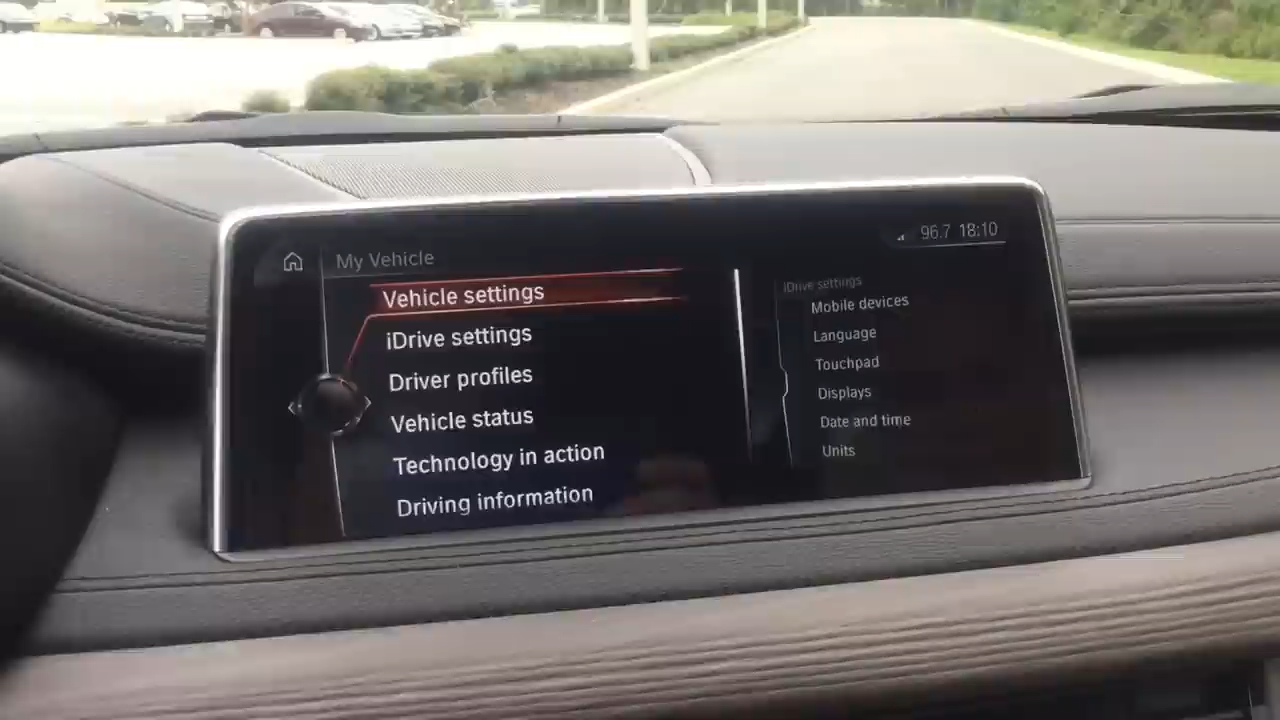 My Vehicle
96.7 18:10
Vehicle settings
iDrive settings
Driver profiles
Vehicle status
Technology in action
Driving information
iDrive settings
Mobile devices
Language
Touchpad
Displays
Date and time
Units